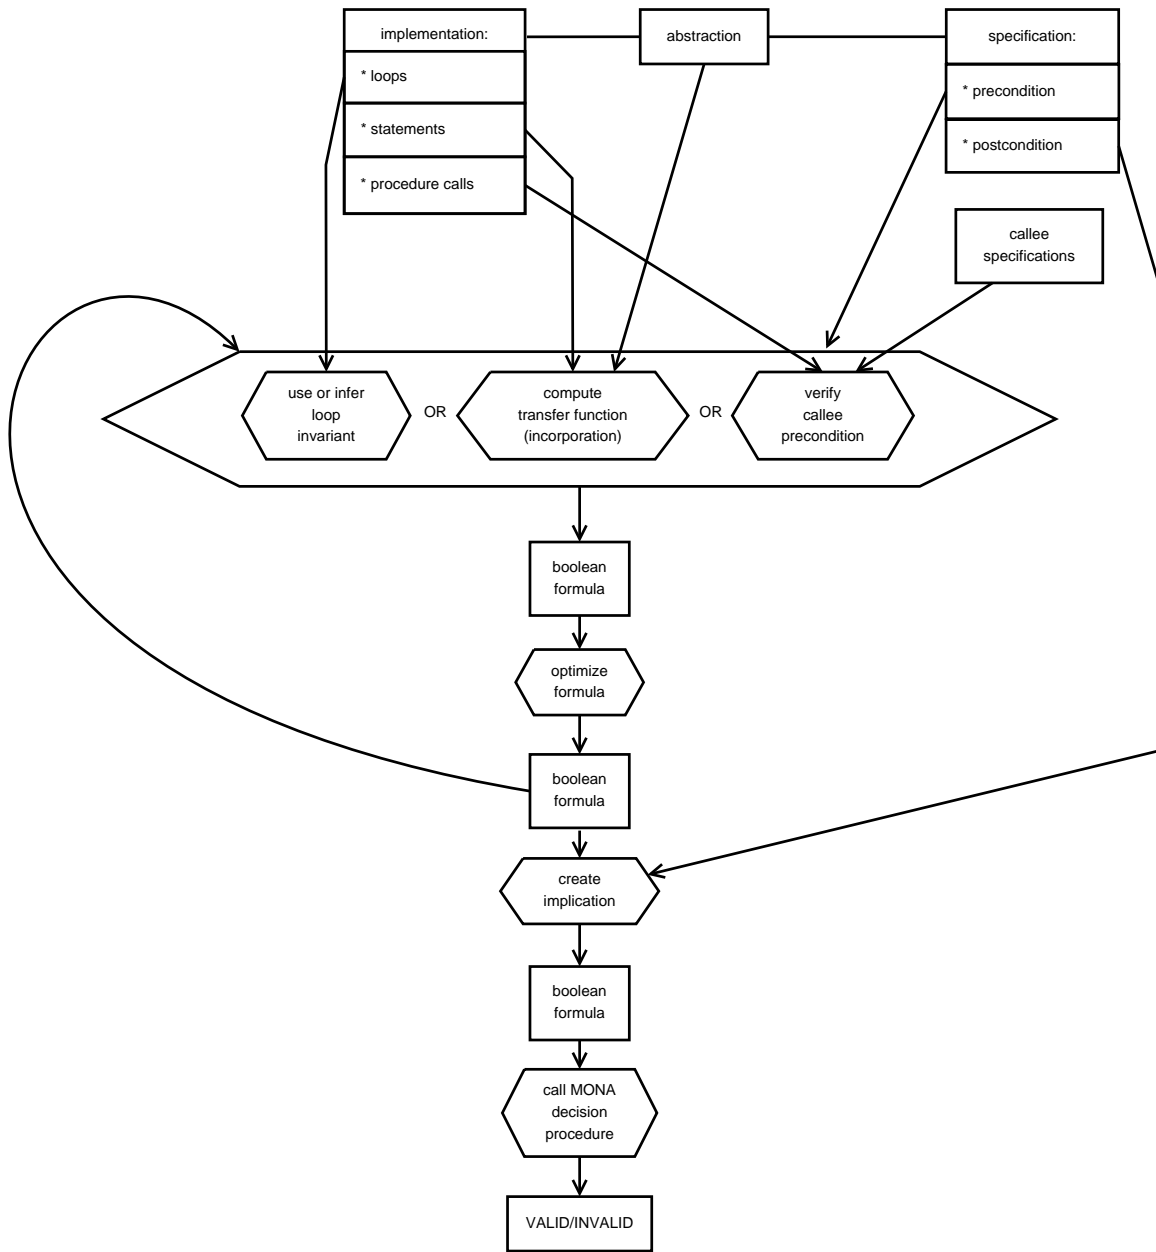 implementation:
* loops
* statements
* procedure calls
abstraction
specification:
* precondition
* postcondition
callee
specifications
use or infer
loop
invariant
OR
compute
transfer function
(incorporation)
OR
verify
callee
precondition
boolean
formula
optimize
formula
boolean
formula
create
implication
boolean
formula
call MONA
decision
procedure
VALID/INVALID